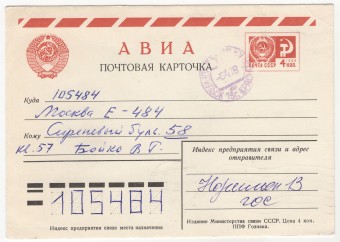 АВИА
ПОЧТОВАЯ КАРТОЧКА
ПОЧТА СССР 4 коп.
Куда 105484
Москва Е-484
Кому Сиреневый бульв. 58
кв. 57 Бойко В. Г.
Индекс предприятия связи и адрес отправителя
Норильск-13
105484
Индекс предприятия связи места назначения
Издание Министерства связи СССР. Цена 4 коп.
ППФ Гознака.